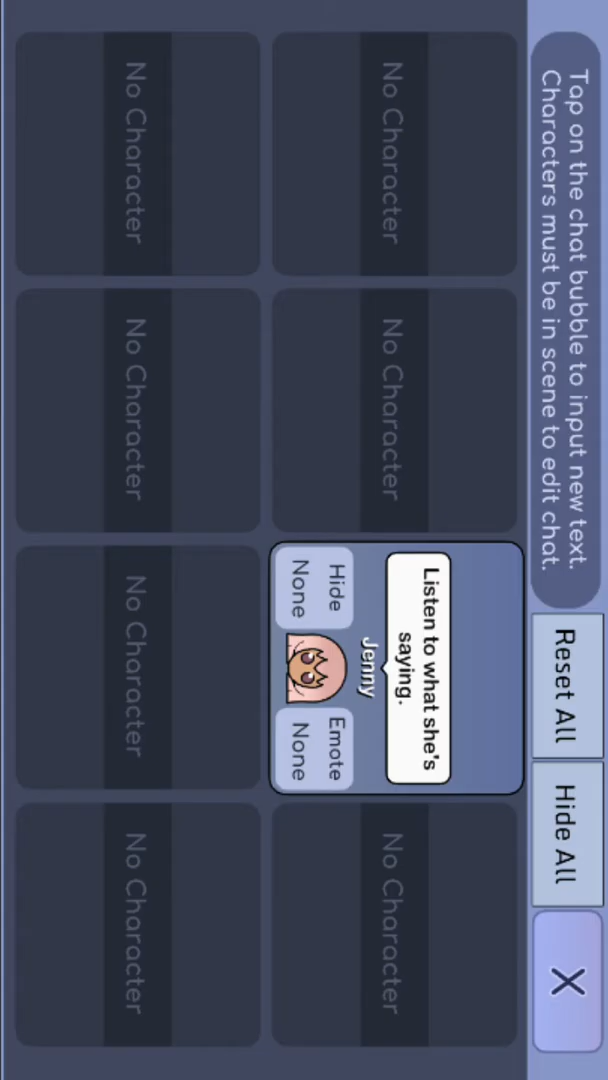 Tap on the chat bubble to input new text.
Characters must be in scene to edit chat.
Reset All
Hide All
X
No Character
No Character
Listen to what she's
saying.
Jenny
Hide
None
Emote
None
No Character
No Character
No Character
No Character
No Character